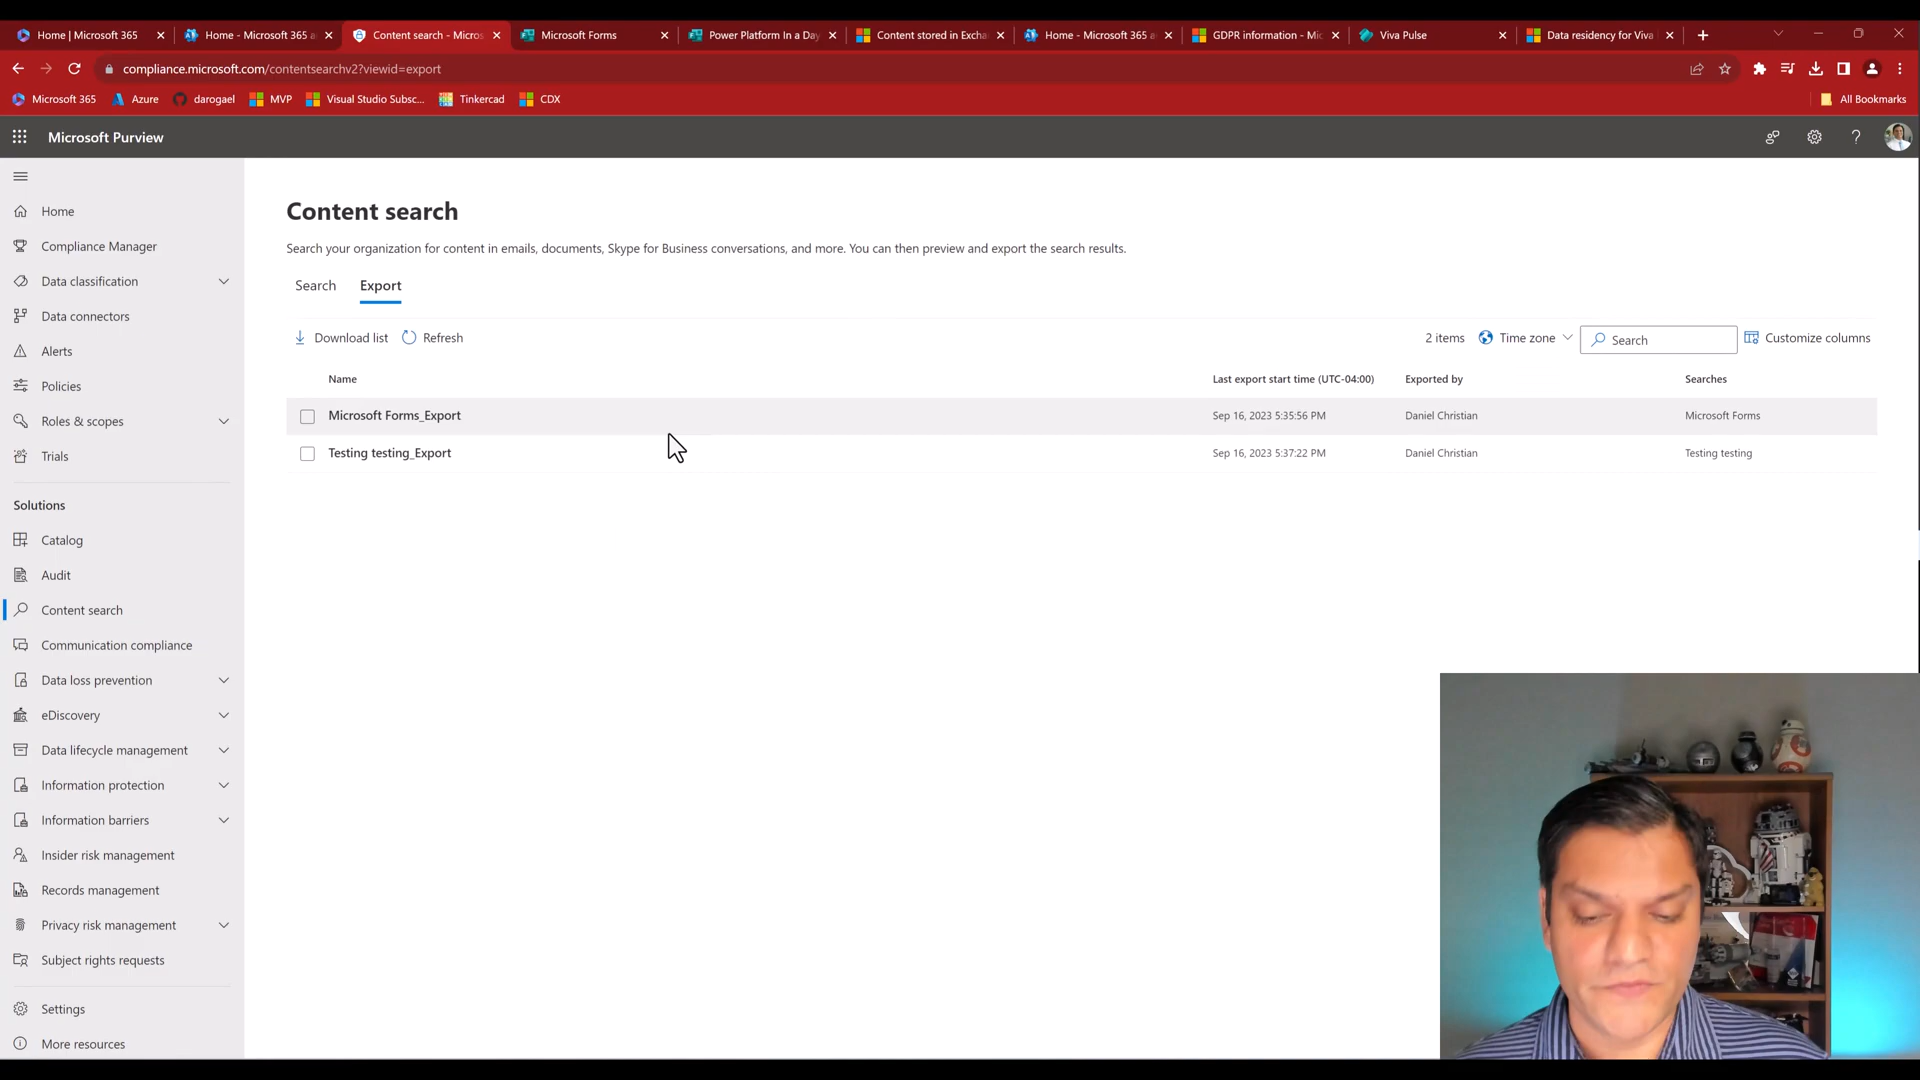 Home | Microsoft 365
Home - Microsoft 365 a
Content search - Micros
Microsoft Forms
Power Platform In a Day
Content stored in Excha
Home - Microsoft 365 a
GDPR information - Mic
Viva Pulse
Data residency for Viva
compliance.microsoft.com/contentsearchv2?viewid=export
Microsoft 365 Azure darogael MVP Visual Studio Subsc... Tinkercad CDX All Bookmarks
Microsoft Purview
Home
Compliance Manager
Data classification
Data connectors
Alerts
Policies
Roles & scopes
Trials
Solutions
Catalog
Audit
Content search
Communication compliance
Data loss prevention
eDiscovery
Data lifecycle management
Information protection
Information barriers
Insider risk management
Records management
Privacy risk management
Subject rights requests
Settings
More resources
Content search
Search your organization for content in emails, documents, Skype for Business conversations, and more. You can then preview and export the search results.
Search Export
Download list Refresh 2 items Time zone Search Customize columns
Name Last export start time (UTC-04:00) Exported by Searches
Microsoft Forms_Export Sep 16, 2023 5:35:56 PM Daniel Christian Microsoft Forms
Testing testing_Export Sep 16, 2023 5:37:22 PM Daniel Christian Testing testing